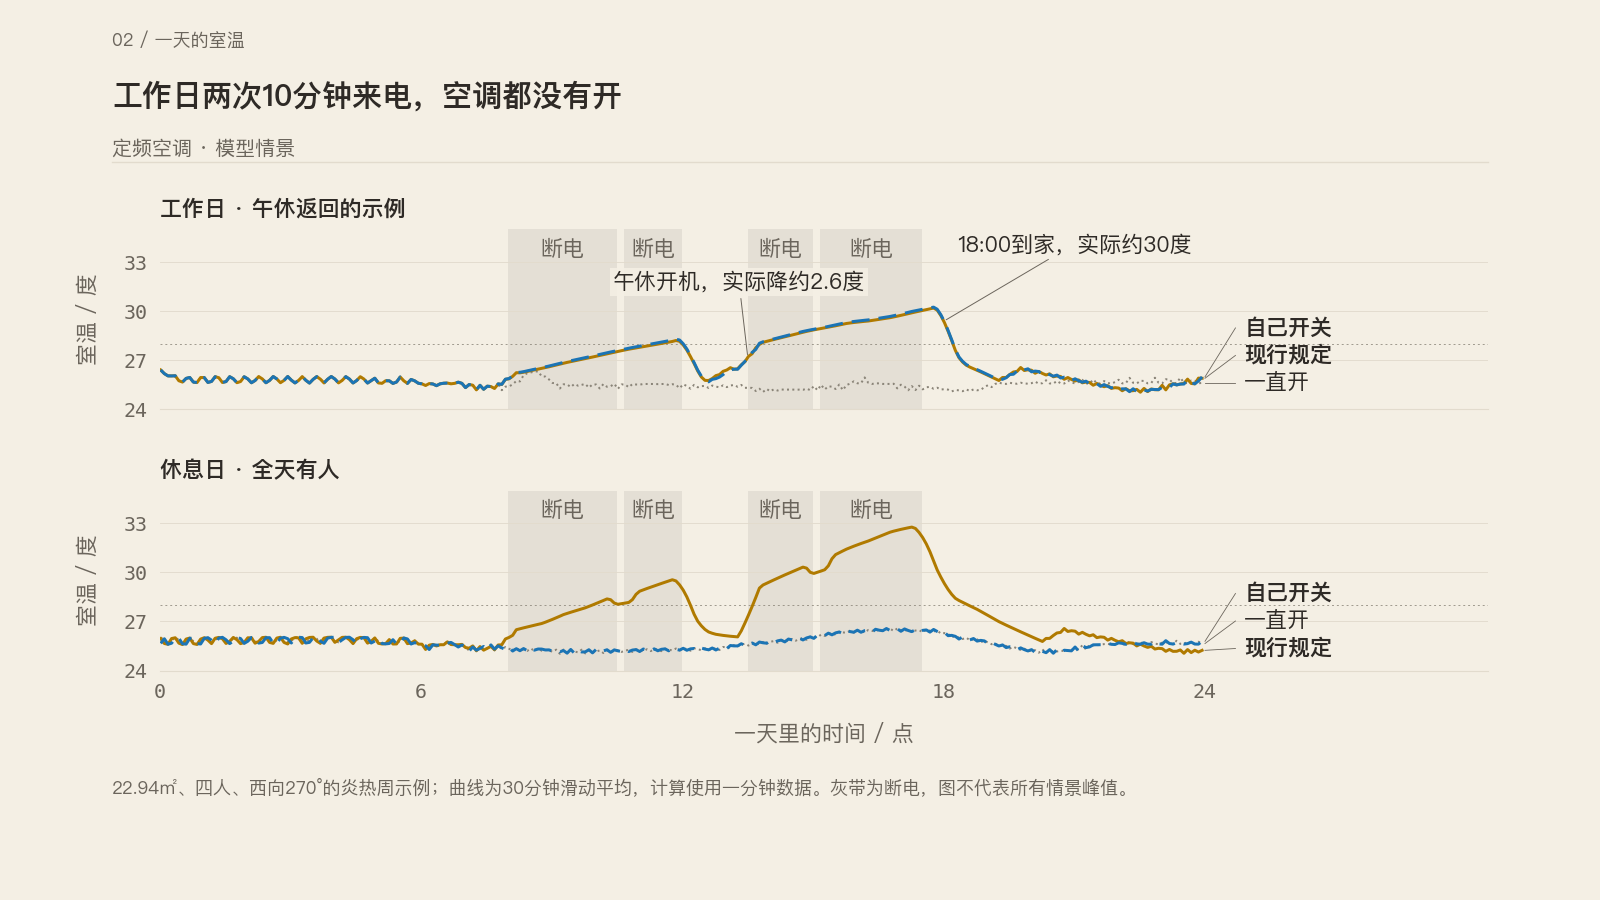 02 / 一天的室温
工作日两次10分钟来电，空调都没有开
定频空调 · 模型情景
工作日 · 午休返回的示例
断电 断电 断电 断电
18:00到家，实际约30度
午休开机，实际降约2.6度
室温 / 度
33
30
27
24
自己开关
现行规定
一直开
休息日 · 全天有人
断电 断电 断电 断电
室温 / 度
33
30
27
24
自己开关
一直开
现行规定
0 6 12 18 24
一天里的时间 / 点
22.94㎡、四人、西向270°的炎热周示例；曲线为30分钟滑动平均，计算使用一分钟数据。灰带为断电，图不代表所有情景峰值。